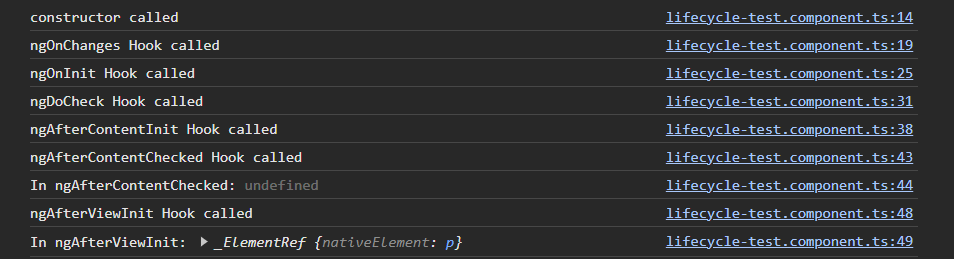 constructor called lifecycle-test.component.ts:14
ngOnChanges Hook called lifecycle-test.component.ts:19
ngOnInit Hook called lifecycle-test.component.ts:25
ngDoCheck Hook called lifecycle-test.component.ts:31
ngAfterContentInit Hook called lifecycle-test.component.ts:38
ngAfterContentChecked Hook called lifecycle-test.component.ts:43
In ngAfterContentChecked: undefined lifecycle-test.component.ts:44
ngAfterViewInit Hook called lifecycle-test.component.ts:48
In ngAfterViewInit: ▶ _ElementRef {nativeElement: p} lifecycle-test.component.ts:49